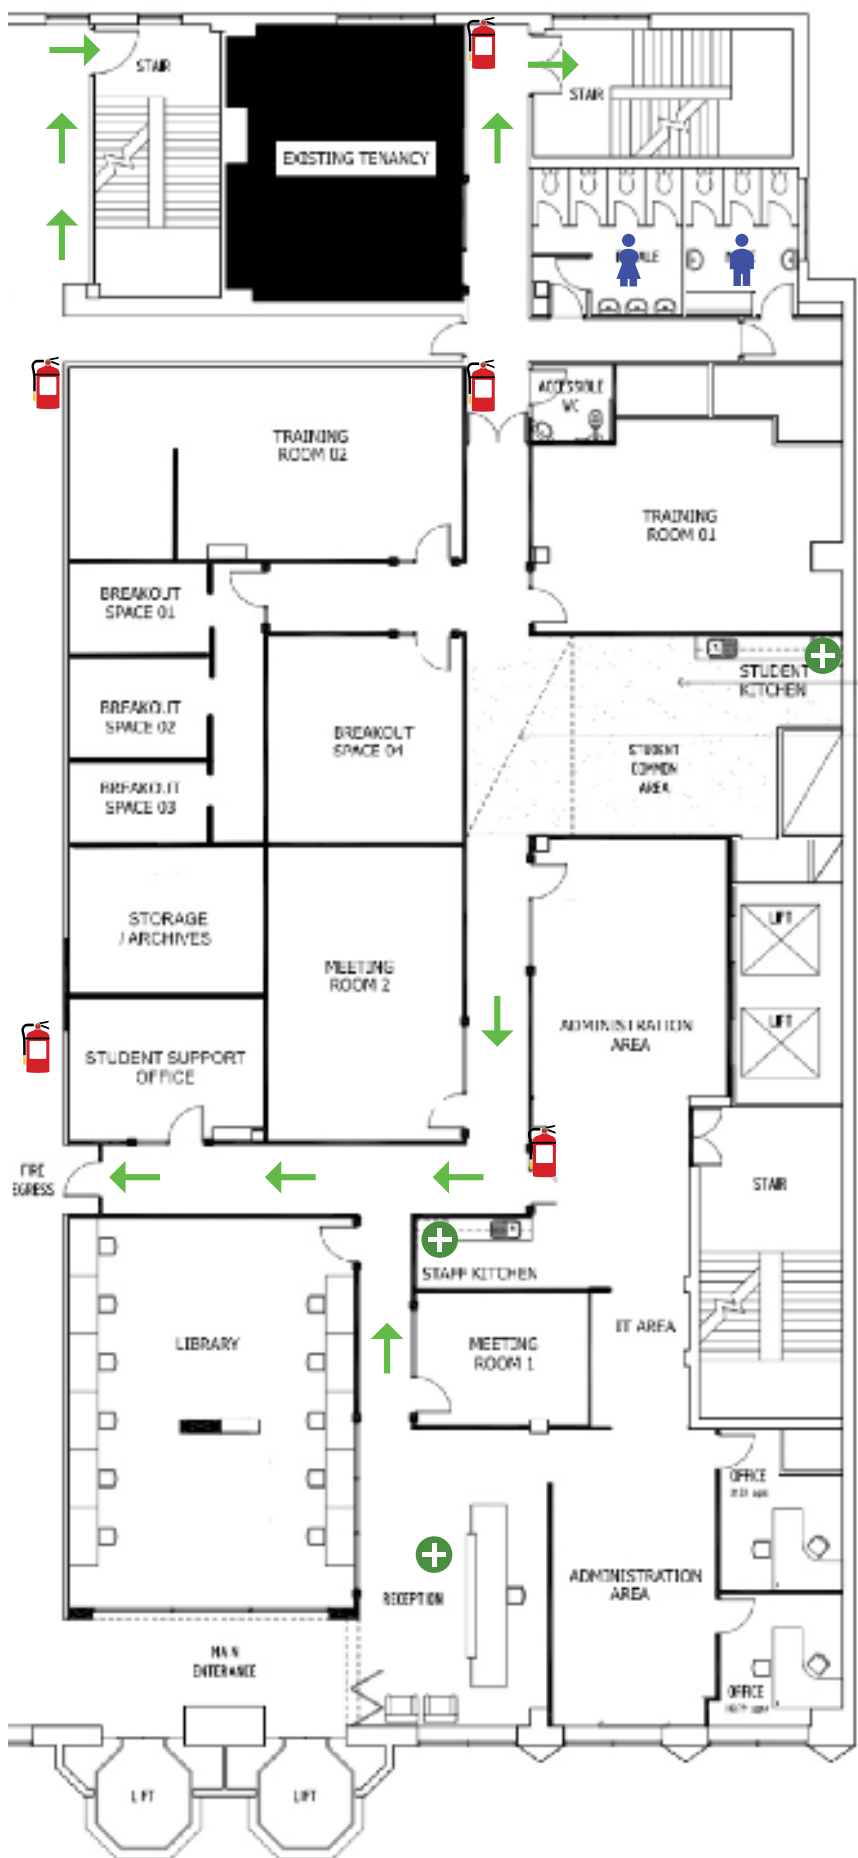 STAIR
STAIR
EXISTING TENANCY
ACCESSIBLE
WC
TRAINING
ROOM 02
TRAINING
ROOM 01
BREAKOUT
SPACE 01
BREAKOUT
SPACE 02
BREAKOUT
SPACE 03
BREAKOUT
SPACE 04
STUDENT
KITCHEN
STUDENT
COMMON
AREA
STORAGE
/ ARCHIVES
MEETING
ROOM 2
LIFT
LIFT
ADMINISTRATION
AREA
STUDENT SUPPORT
OFFICE
FIRE
EGRESS
STAIR
STAFF KITCHEN
LIBRARY
MEETING
ROOM 1
IT AREA
OFFICE
RECEPTION
ADMINISTRATION
AREA
MAIN
ENTERANCE
OFFICE
LIFT
LIFT